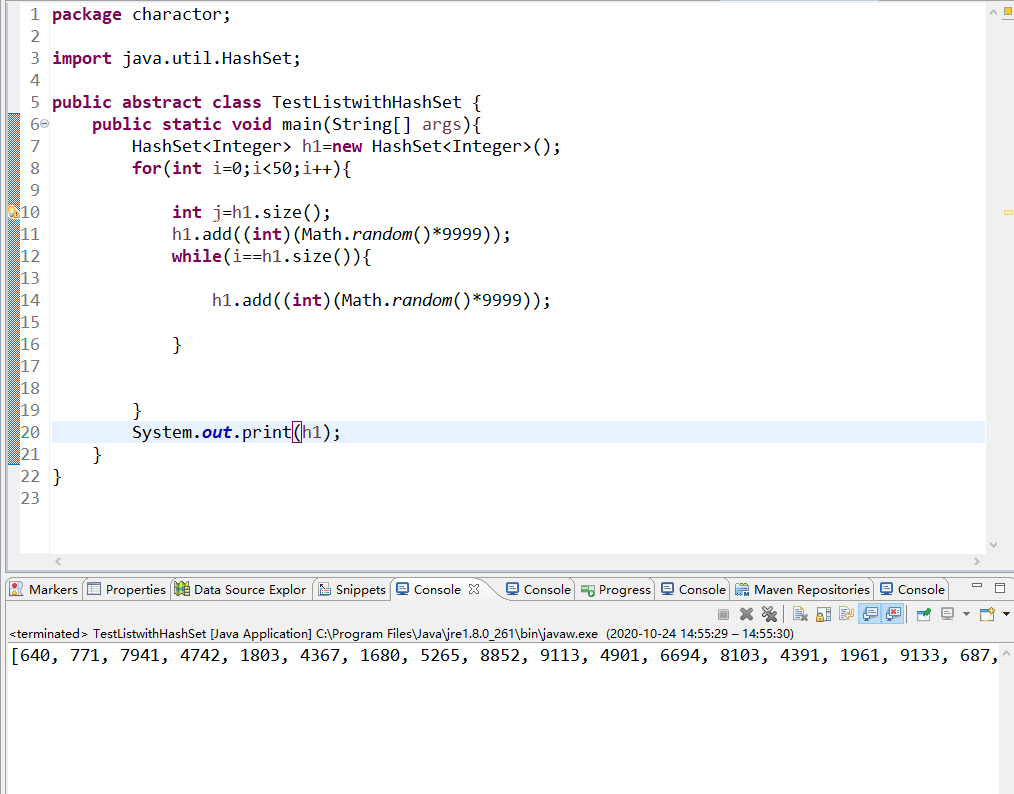 1 package charactor;
2
3 import java.util.HashSet;
4
5 public abstract class TestListwithHashSet {
6 public static void main(String[] args){
7 HashSet<Integer> h1=new HashSet<Integer>();
8 for(int i=0;i<50;i++){
9
10 int j=h1.size();
11 h1.add((int)(Math.random()*9999));
12 while(i==h1.size()){
13
14 h1.add((int)(Math.random()*9999));
15
16 }
17
18
19 }
20 System.out.print(h1);
21 }
22 }
23
Markers Properties Data Source Explor Snippets Console Console Progress Console Maven Repositories Console
<terminated> TestListwithHashSet [Java Application] C:\Program Files\Java\jre1.8.0_261\bin\javaw.exe (2020-10-24 14:55:29 – 14:55:30)
[640, 771, 7941, 4742, 1803, 4367, 1680, 5265, 8852, 9113, 4901, 6694, 8103, 4391, 1961, 9133, 687,